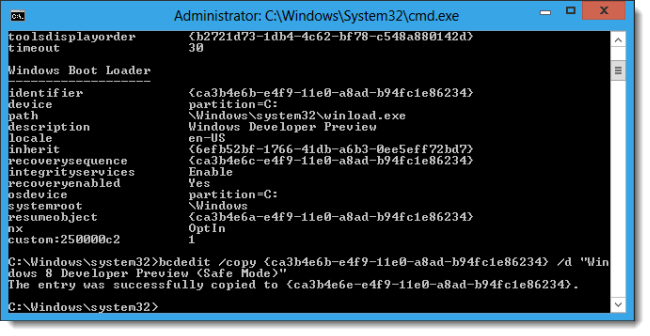 Administrator: C:\Windows\System32\cmd.exe
toolsdisplayorder {b2721d73-1db4-4c62-bf78-c548a880142d}
timeout 30
Windows Boot Loader
-------------------
identifier {ca3b4e6b-e4f9-11e0-a8ad-b94fc1e86234}
device partition=C:
path \Windows\system32\winload.exe
description Windows Developer Preview
locale en-US
inherit {6efb52bf-1766-41db-a6b3-0ee5eff72bd7}
recoverysequence {ca3b4e6c-e4f9-11e0-a8ad-b94fc1e86234}
integrityservices Enable
recoveryenabled Yes
osdevice partition=C:
systemroot \Windows
resumeobject {ca3b4e6a-e4f9-11e0-a8ad-b94fc1e86234}
nx OptIn
custom:250000c2 1
C:\Windows\system32>bcdedit /copy {ca3b4e6b-e4f9-11e0-a8ad-b94fc1e86234} /d "Win
dows 8 Developer Preview (Safe Mode)"
The entry was successfully copied to {ca3b4e6e-e4f9-11e0-a8ad-b94fc1e86234}.
C:\Windows\system32>